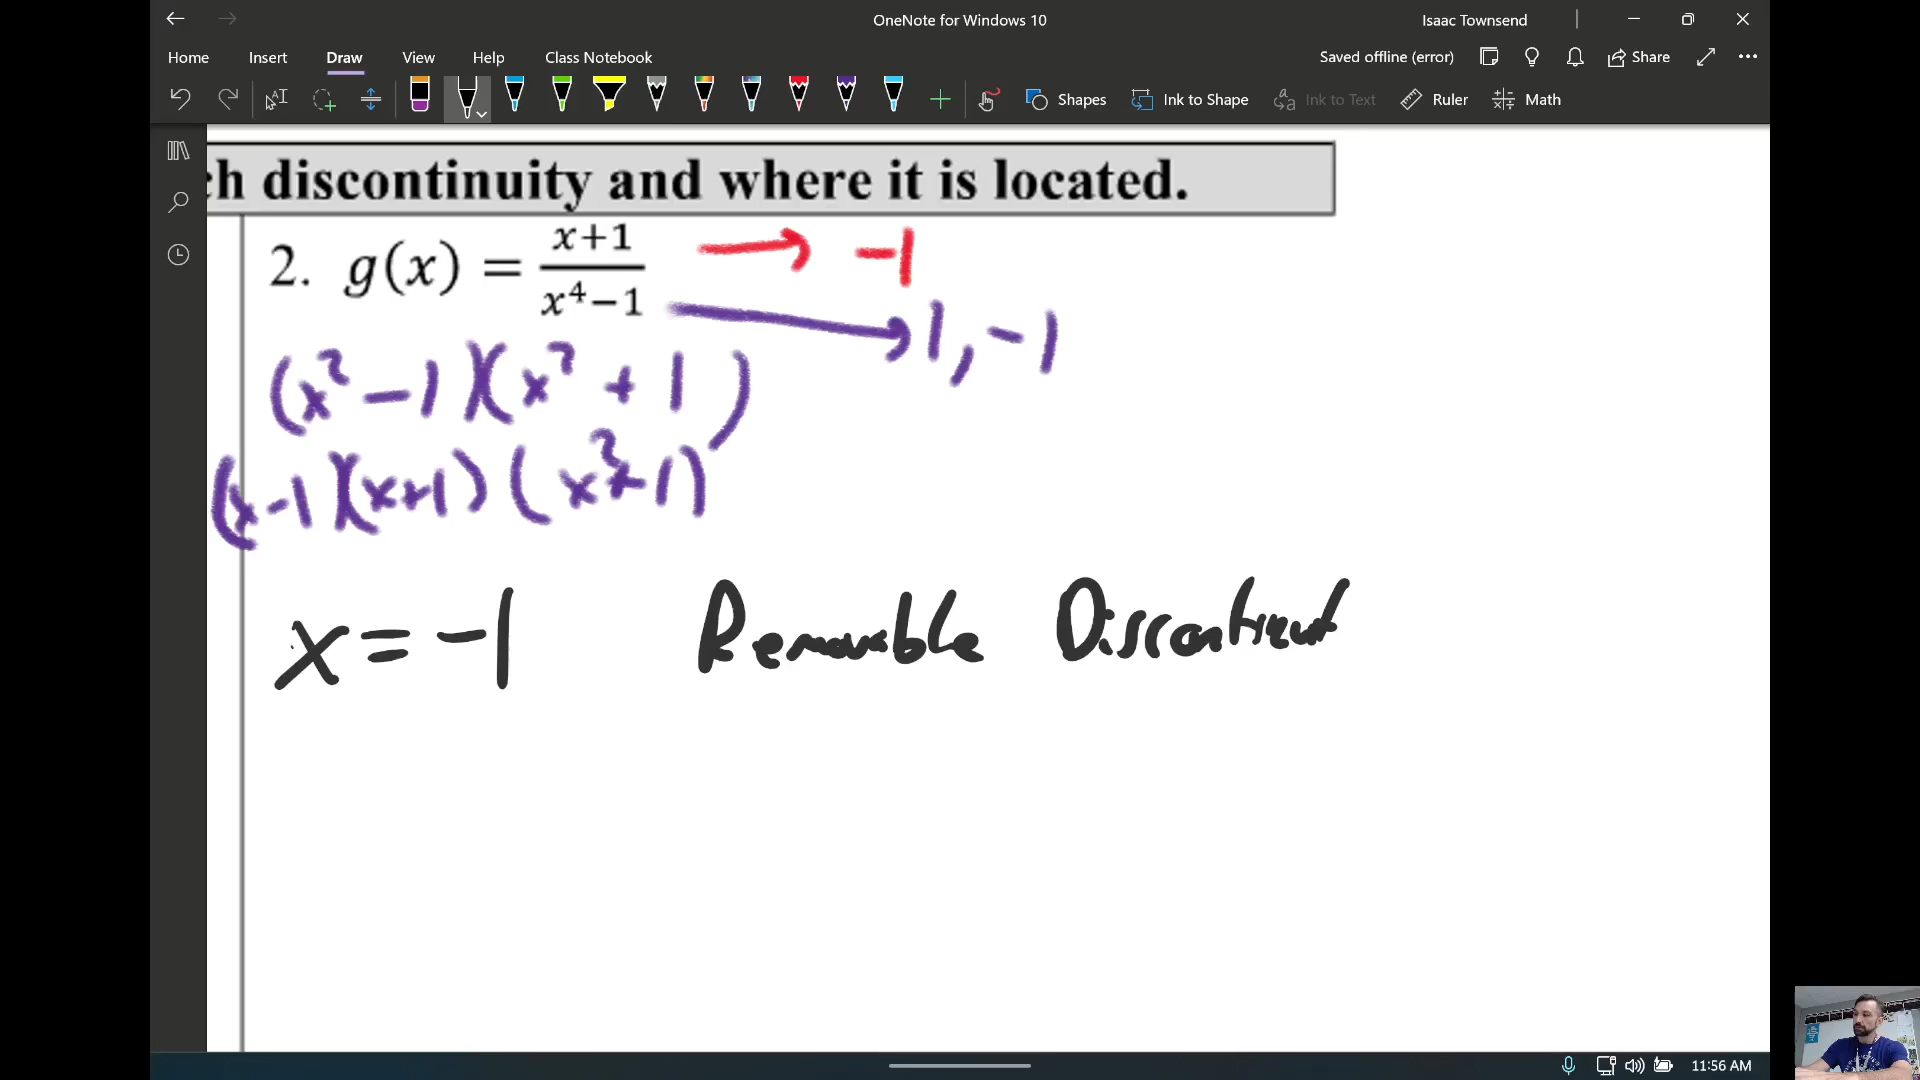 OneNote for Windows 10
Isaac Townsend
Home Insert Draw View Help Class Notebook
Saved offline (error) Share
Shapes Ink to Shape Ink to Text Ruler Math
ch discontinuity and where it is located.
2. g(x) = x+1 / x⁴−1 → −1
→ 1, −1
(x² − 1)(x² + 1)
(x−1)(x+1)(x²+1)
x = −1 Removable Discontinuit
11:56 AM